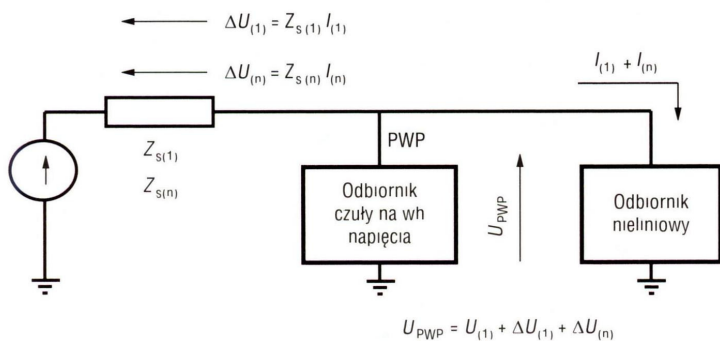 ΔU(1) = Zs(1) I(1)
ΔU(n) = Zs(n) I(n)
I(1) + I(n)
Zs(1)
Zs(n)
PWP
Odbiornik
czuły na wh
napięcia
UPWP
Odbiornik
nieliniowy
UPWP = U(1) + ΔU(1) + ΔU(n)